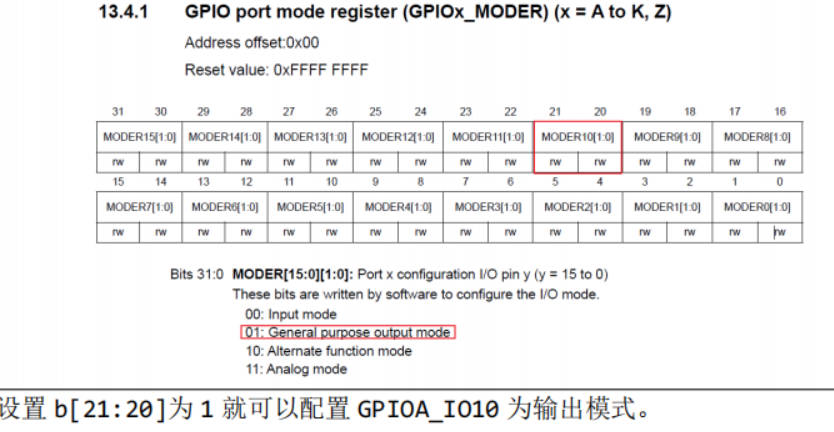 13.4.1 GPIO port mode register (GPIOx_MODER) (x = A to K, Z)
Address offset:0x00
Reset value: 0xFFFF FFFF
31 30 29 28 27 26 25 24 23 22 21 20 19 18 17 16
MODER15[1:0] MODER14[1:0] MODER13[1:0] MODER12[1:0] MODER11[1:0] MODER10[1:0] MODER9[1:0] MODER8[1:0]
rw rw rw rw rw rw rw rw rw rw rw rw rw rw rw rw
15 14 13 12 11 10 9 8 7 6 5 4 3 2 1 0
MODER7[1:0] MODER6[1:0] MODER5[1:0] MODER4[1:0] MODER3[1:0] MODER2[1:0] MODER1[1:0] MODER0[1:0]
rw rw rw rw rw rw rw rw rw rw rw rw rw rw rw rw
Bits 31:0 MODER[15:0][1:0]: Port x configuration I/O pin y (y = 15 to 0)
These bits are written by software to configure the I/O mode.
00: Input mode
01: General purpose output mode
10: Alternate function mode
11: Analog mode
设置 b[21:20]为 1 就可以配置 GPIOA_IO10 为输出模式。